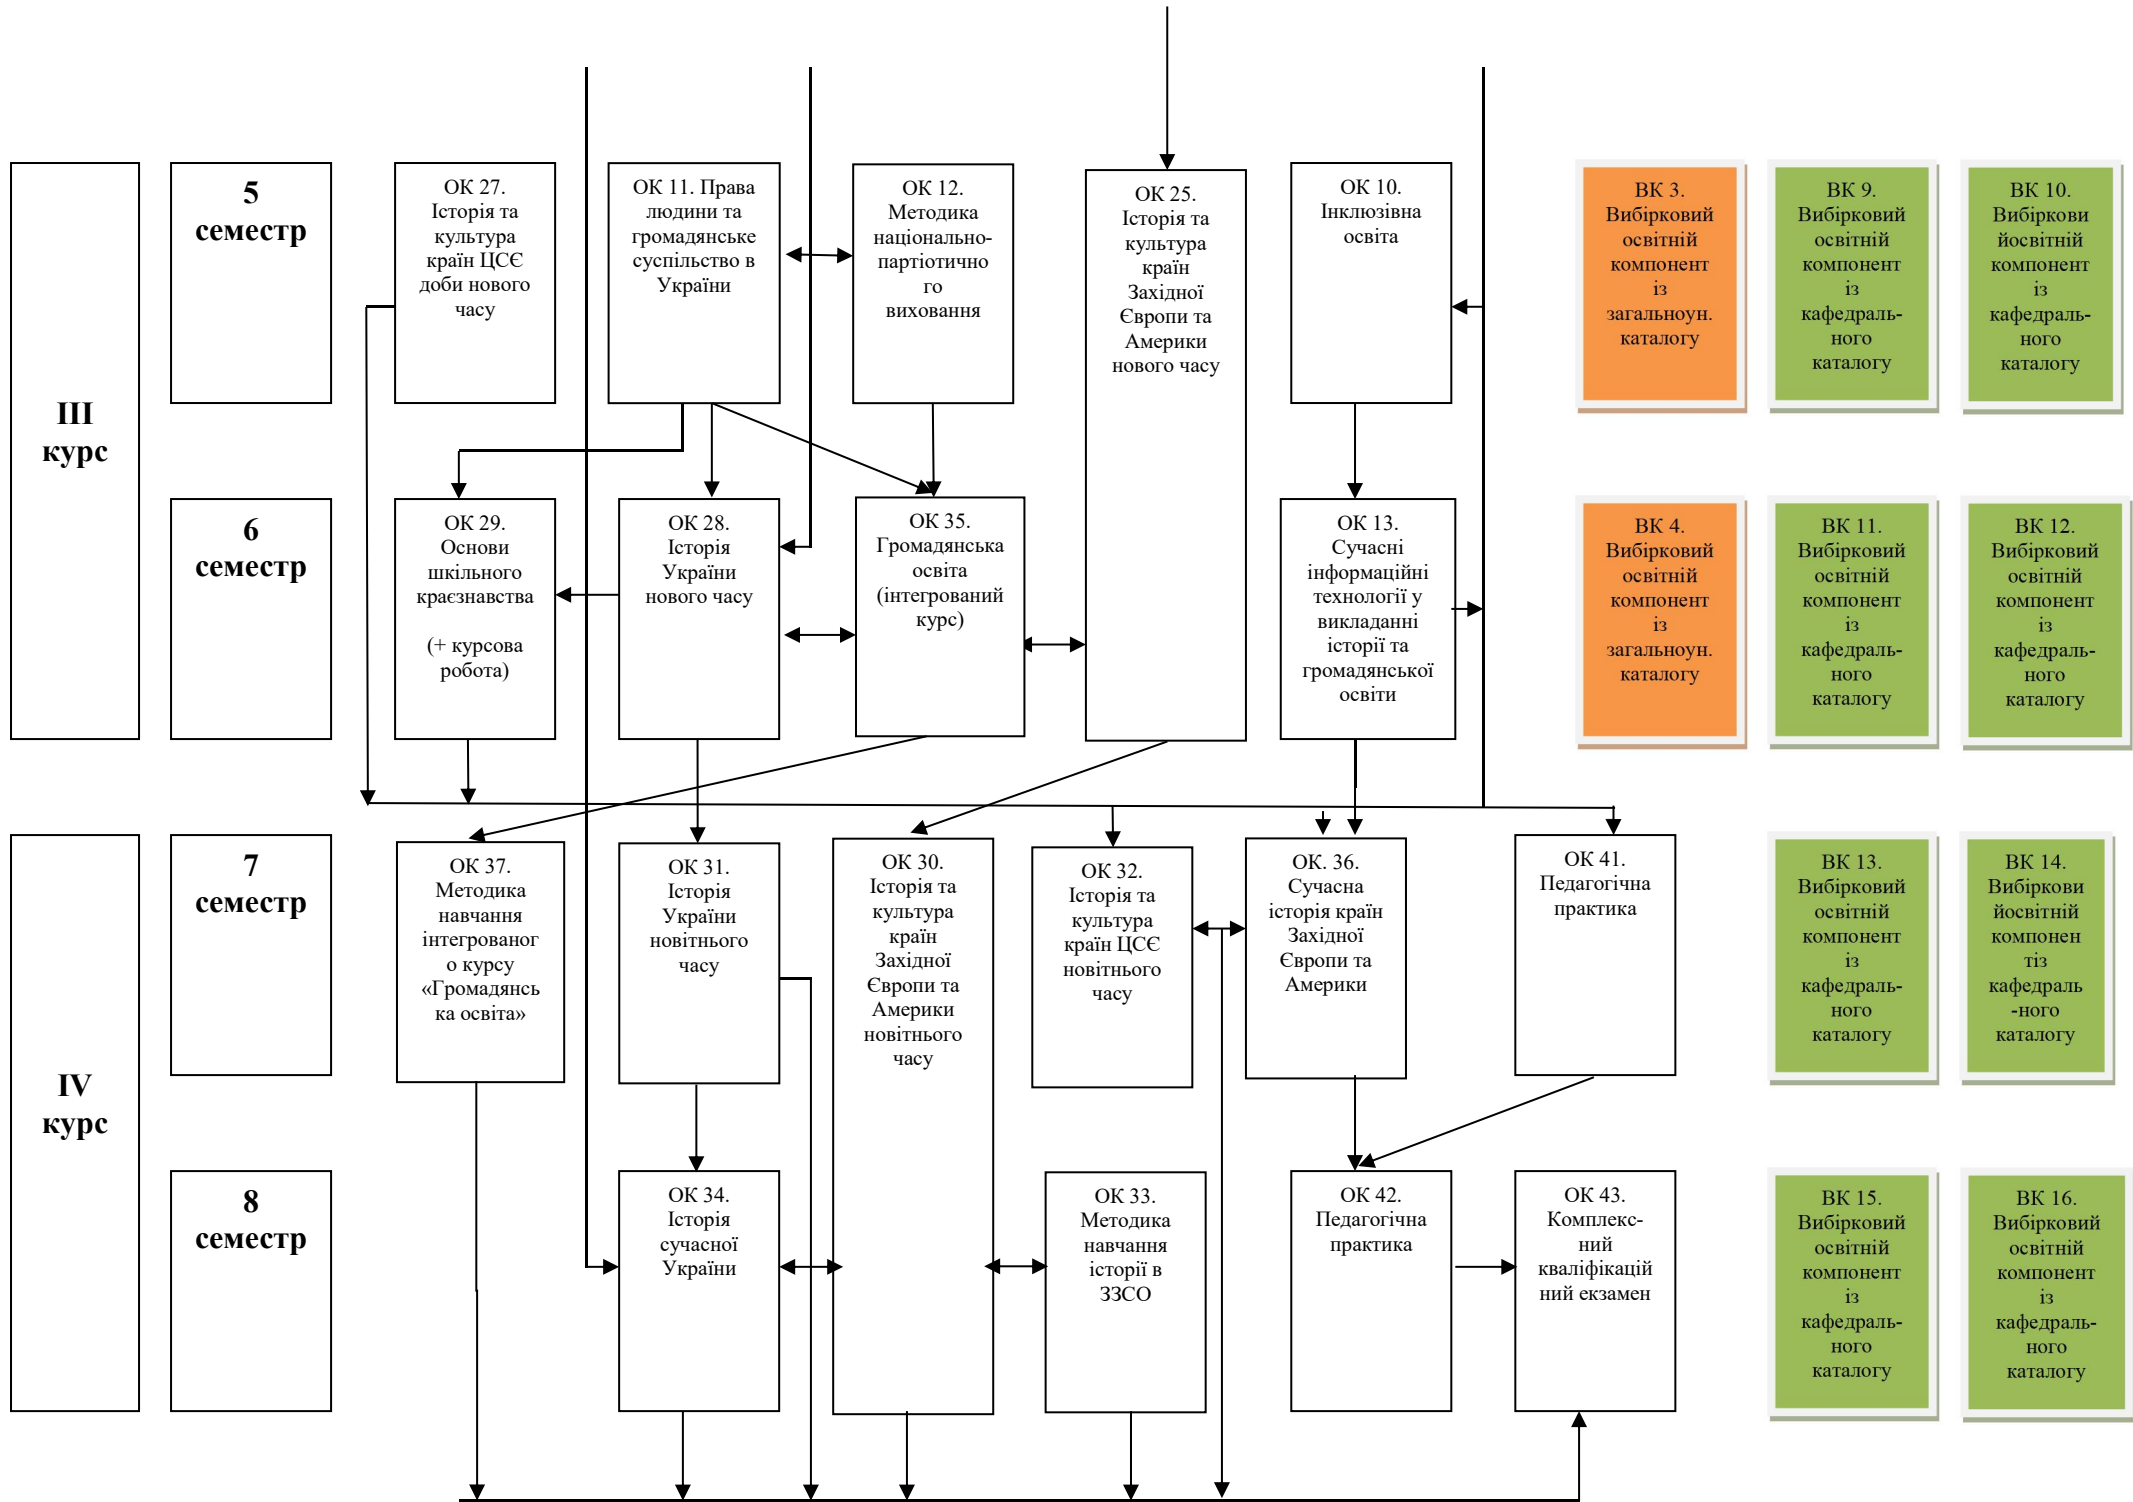 III
курс
5
семестр
ОК 27.
Історія та
культура
країн ЦСЄ
доби нового
часу
ОК 11. Права
людини та
громадянське
суспільство в
України
ОК 12.
Методика
національно-
партіотично
го
виховання
ОК 25.
Історія та
культура
країн
Західної
Європи та
Америки
нового часу
ОК 10.
Інклюзівна
освіта
ВК 3.
Вибірковий
освітній
компонент
із
загальноун.
каталогу
ВК 9.
Вибірковий
освітній
компонент
із
кафедраль-
ного
каталогу
ВК 10.
Вибіркови
йосвітній
компонент
із
кафедраль-
ного
каталогу
6
семестр
ОК 29.
Основи
шкільного
краєзнавства
(+ курсова
робота)
ОК 28.
Історія
України
нового часу
ОК 35.
Громадянська
освіта
(інтегрований
курс)
ОК 13.
Сучасні
інформаційні
технології у
викладанні
історії та
громадянської
освіти
ВК 4.
Вибірковий
освітній
компонент
із
загальноун.
каталогу
ВК 11.
Вибірковий
освітній
компонент
із
кафедраль-
ного
каталогу
ВК 12.
Вибірковий
освітній
компонент
із
кафедраль-
ного
каталогу
IV
курс
7
семестр
ОК 37.
Методика
навчання
інтегрованог
о курсу
«Громадянсь
ка освіта»
ОК 31.
Історія
України
новітнього
часу
ОК 30.
Історія та
культура
країн
Західної
Європи та
Америки
новітнього
часу
ОК 32.
Історія та
культура
країн ЦСЄ
новітнього
часу
ОК. 36.
Сучасна
історія країн
Західної
Європи та
Америки
ОК 41.
Педагогічна
практика
ВК 13.
Вибірковий
освітній
компонент
із
кафедраль-
ного
каталогу
ВК 14.
Вибіркови
йосвітній
компонен
тіз
кафедраль
-ного
каталогу
8
семестр
ОК 34.
Історія
сучасної
України
ОК 33.
Методика
навчання
історії в
ЗЗСО
ОК 42.
Педагогічна
практика
ОК 43.
Комплекс-
ний
кваліфікацій
ний екзамен
ВК 15.
Вибірковий
освітній
компонент
із
кафедраль-
ного
каталогу
ВК 16.
Вибірковий
освітній
компонент
із
кафедраль-
ного
каталогу